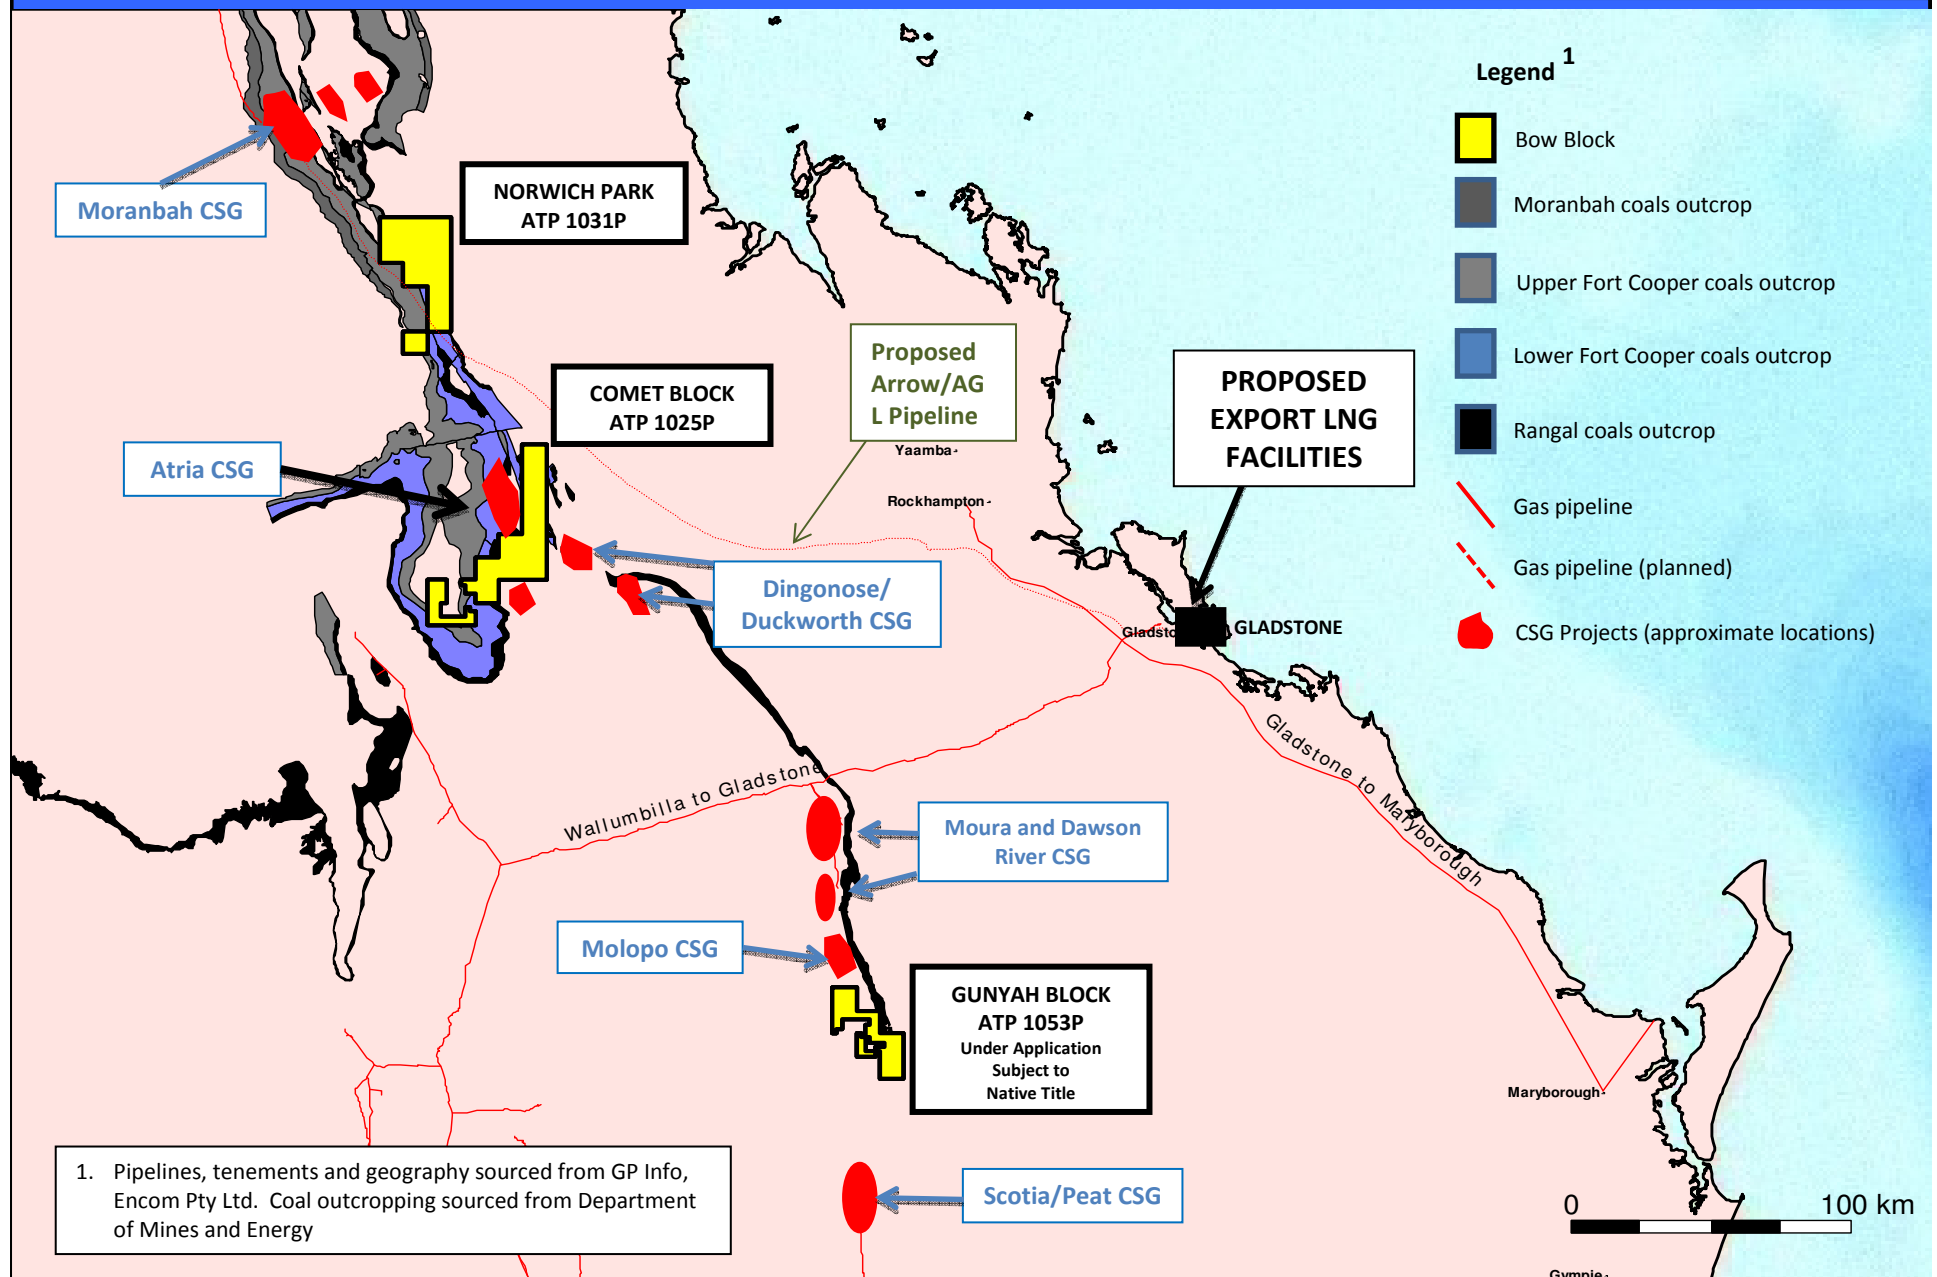 Legend 1
Bow Block
Moranbah coals outcrop
Upper Fort Cooper coals outcrop
Lower Fort Cooper coals outcrop
Rangal coals outcrop
Gas pipeline
Gas pipeline (planned)
CSG Projects (approximate locations)
Moranbah CSG
NORWICH PARK
ATP 1031P
COMET BLOCK
ATP 1025P
Atria CSG
Proposed
Arrow/AG
L Pipeline
Yaamba
Rockhampton
PROPOSED
EXPORT LNG
FACILITIES
Dingonose/
Duckworth CSG
Gladsto
GLADSTONE
Wallumbilla to Gladstone
Gladstone to Maryborough
Moura and Dawson
River CSG
Molopo CSG
GUNYAH BLOCK
ATP 1053P
Under Application
Subject to
Native Title
Maryborough
Scotia/Peat CSG
1. Pipelines, tenements and geography sourced from GP Info,
Encom Pty Ltd. Coal outcropping sourced from Department
of Mines and Energy
0 100 km
Gympie